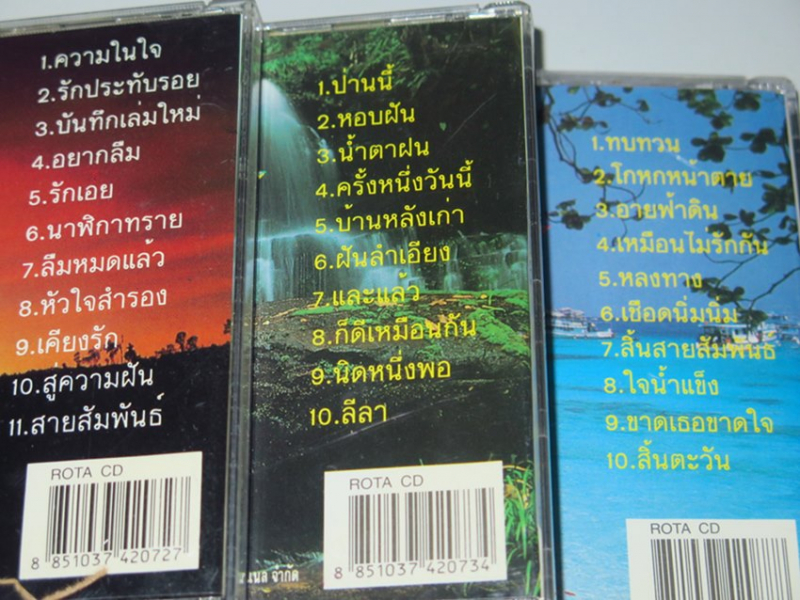 1.ความในใจ
2.รักประทับรอย
3.บันทึกเล่มใหม่
4.อยากลืม
5.รักเอย
6.นาฬิกาทราย
7.ลืมหมดแล้ว
8.หัวใจสำรอง
9.เคียงรัก
10.สู่ความฝัน
11.สายสัมพันธ์
ROTA CD
8 851037 420727
1.ป่านนี้
2.หอบฝัน
3.น้ำตาฝน
4.ครั้งหนึ่งวันนี้
5.บ้านหลังเก่า
6.ฝันลำเอียง
7.และแล้ว
8.ก็ดีเหมือนกัน
9.นิดหนึ่งพอ
10.ลีลา
ROTA CD
8 851037 420734
จำกัด
1.ทบทวน
2.โกหกหน้าตาย
3.อายฟ้าดิน
4.เหมือนไม่รักกัน
5.หลงทาง
6.เชือดนิ่มนิ่ม
7.สิ้นสายสัมพันธ์
8.ใจน้ำแข็ง
9.ขาดเธอขาดใจ
10.สิ้นตะวัน
ROTA CD